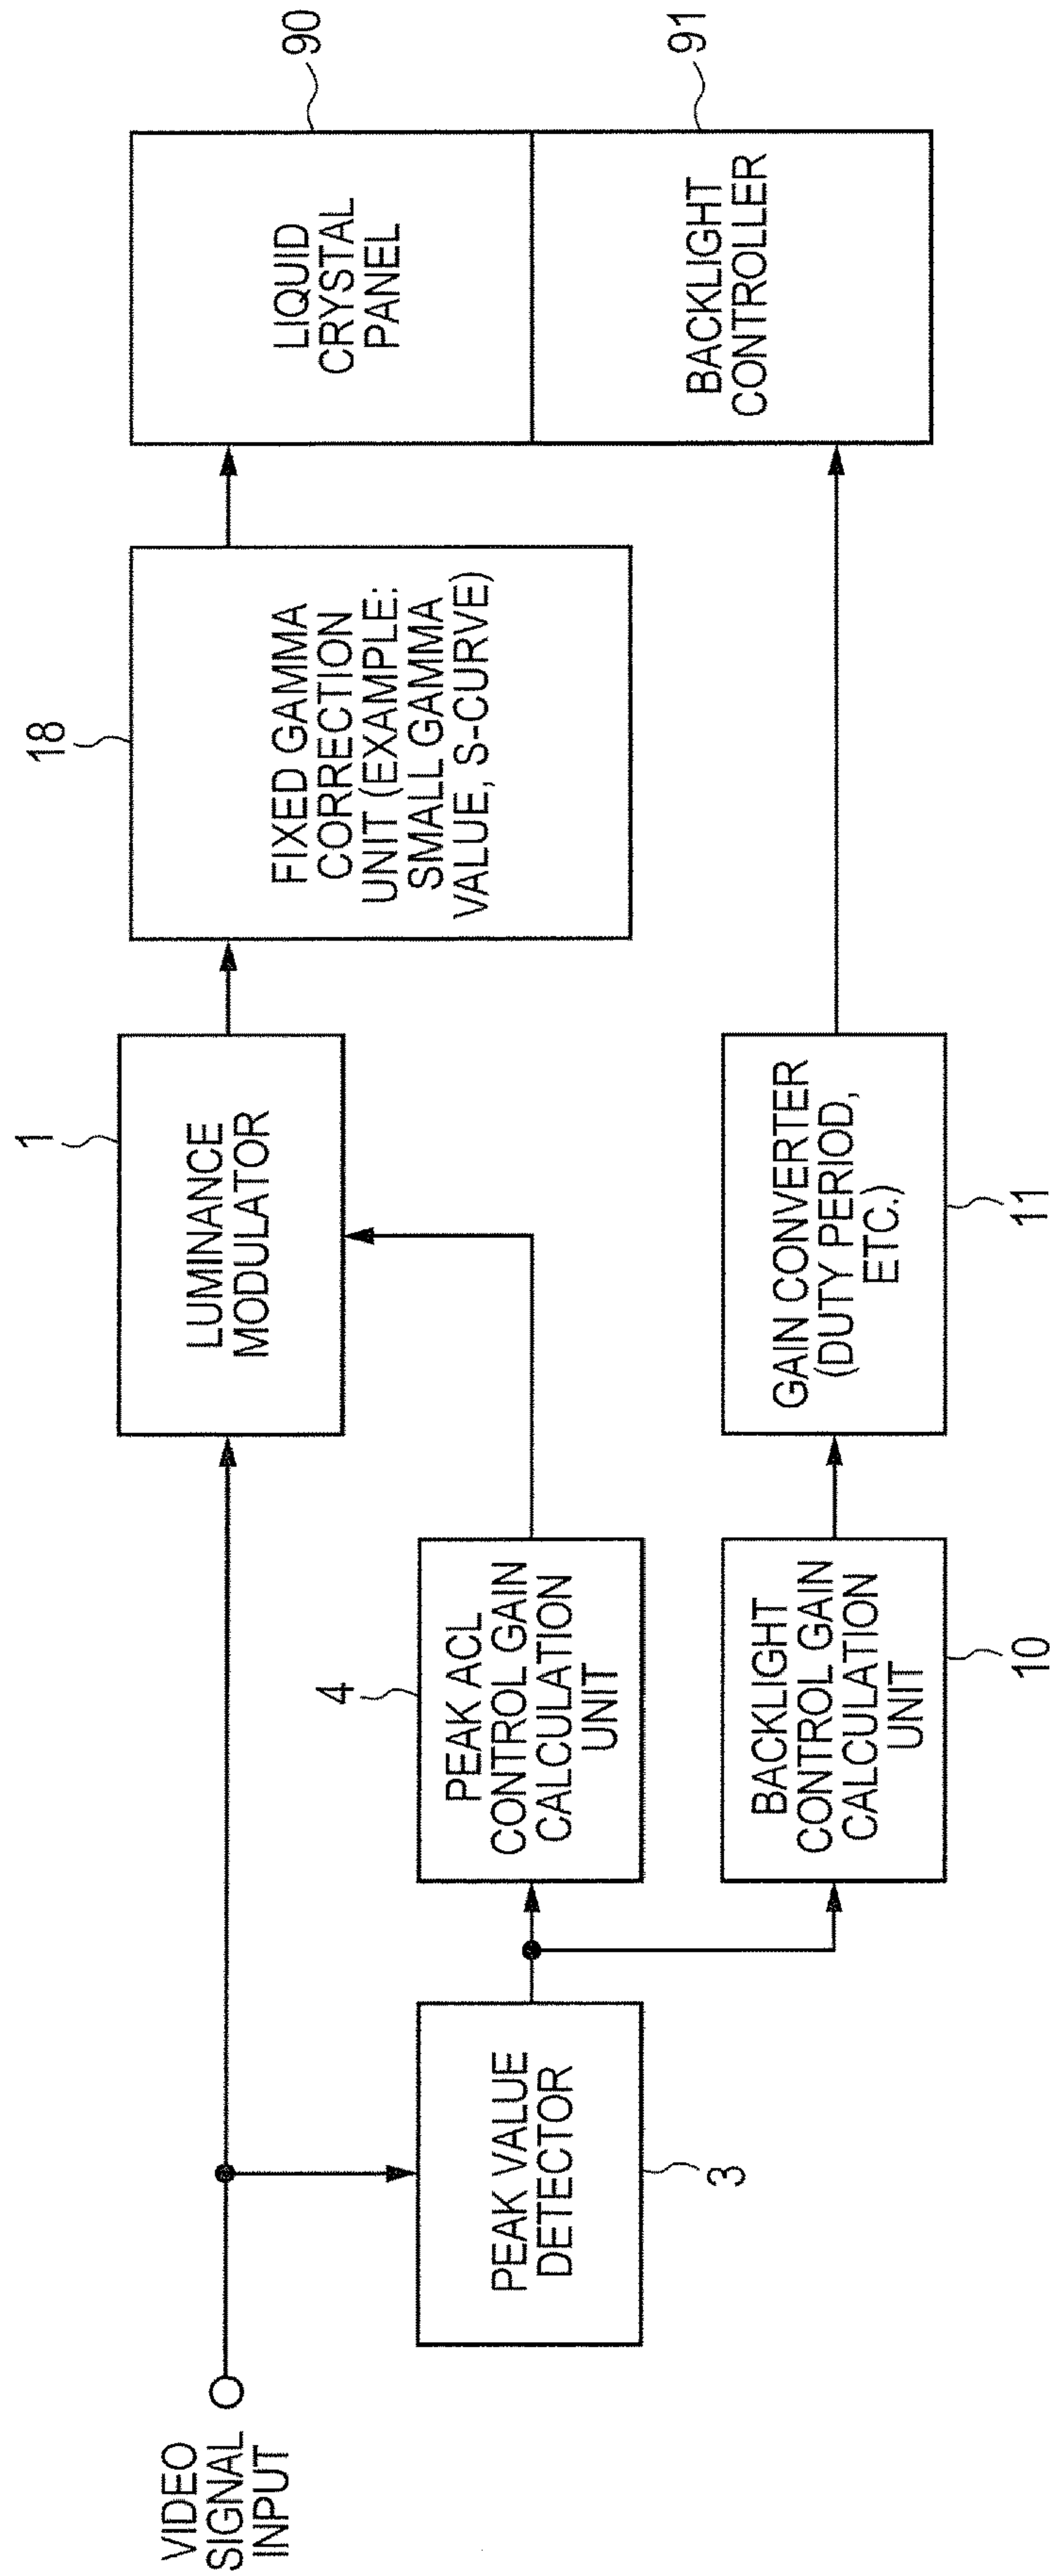 VIDEO
SIGNAL
INPUT
1
LUMINANCE
MODULATOR
18
FIXED GAMMA
CORRECTION
UNIT (EXAMPLE:
SMALL GAMMA
VALUE, S-CURVE)
LIQUID
CRYSTAL
PANEL
90
PEAK VALUE
DETECTOR
3
4
PEAK ACL
CONTROL GAIN
CALCULATION
UNIT
BACKLIGHT
CONTROL GAIN
CALCULATION
UNIT
10
GAIN CONVERTER
(DUTY PERIOD,
ETC.)
11
BACKLIGHT
CONTROLLER
91